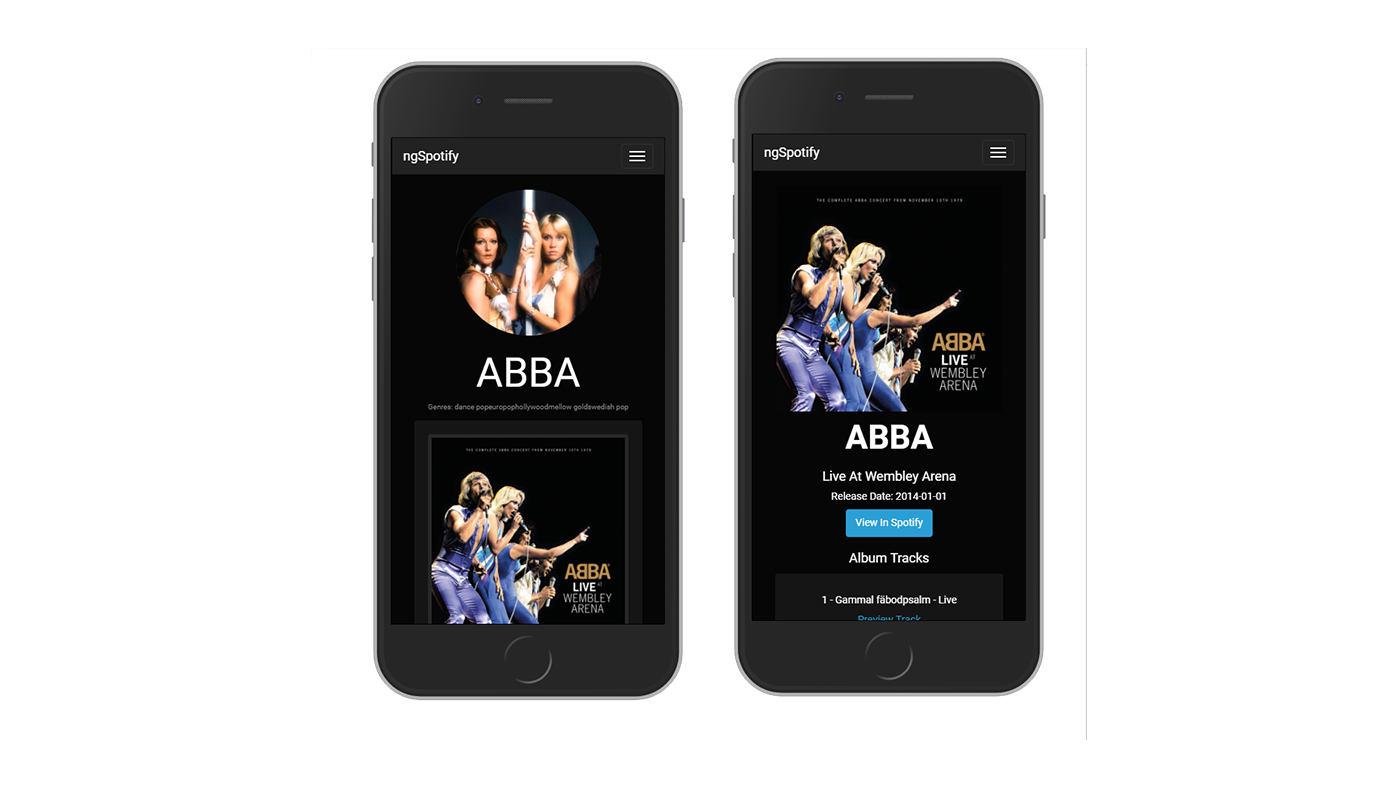 ngSpotify
ABBA
Genres: dance popeuropophollywoodmellow goldswedish pop
THE COMPLETE ABBA CONCERT FROM NOVEMBER 10TH 1979
ABBA
LIVE AT
WEMBLEY
ARENA
ngSpotify
THE COMPLETE ABBA CONCERT FROM NOVEMBER 10TH 1979
ABBA
LIVE AT
WEMBLEY
ARENA
ABBA
Live At Wembley Arena
Release Date: 2014-01-01
View In Spotify
Album Tracks
1 - Gammal fäbodpsalm - Live
Preview Track